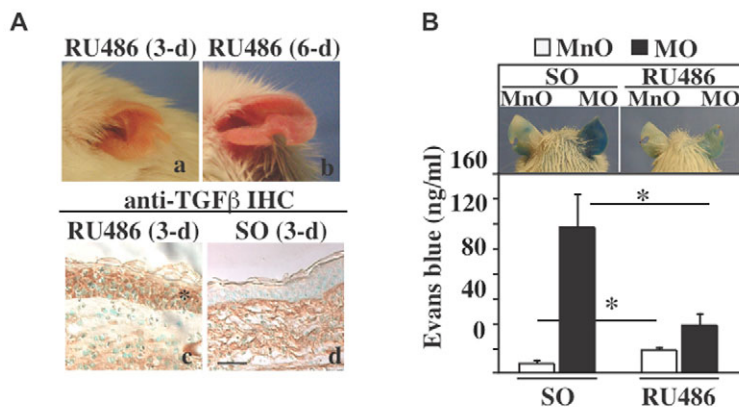 A
RU486 (3-d) RU486 (6-d)
a b
anti-TGFβ IHC
RU486 (3-d) SO (3-d)
*
c d
B
MnO MO
SO RU486
MnO MO MnO MO
160
120
80
40
0
Evans blue (ng/ml)
*
*
SO RU486